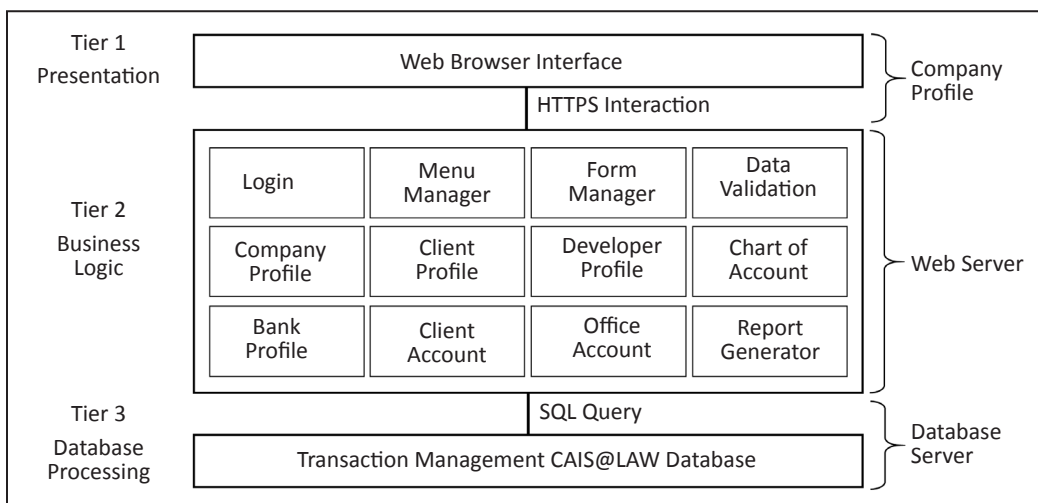 Tier 1
Presentation
Web Browser Interface
Company
Profile
HTTPS Interaction
Tier 2
Business
Logic
Login
Menu
Manager
Form
Manager
Data
Validation
Company
Profile
Client
Profile
Developer
Profile
Chart of
Account
Bank
Profile
Client
Account
Office
Account
Report
Generator
Web Server
SQL Query
Tier 3
Database
Processing
Transaction Management CAIS@LAW Database
Database
Server